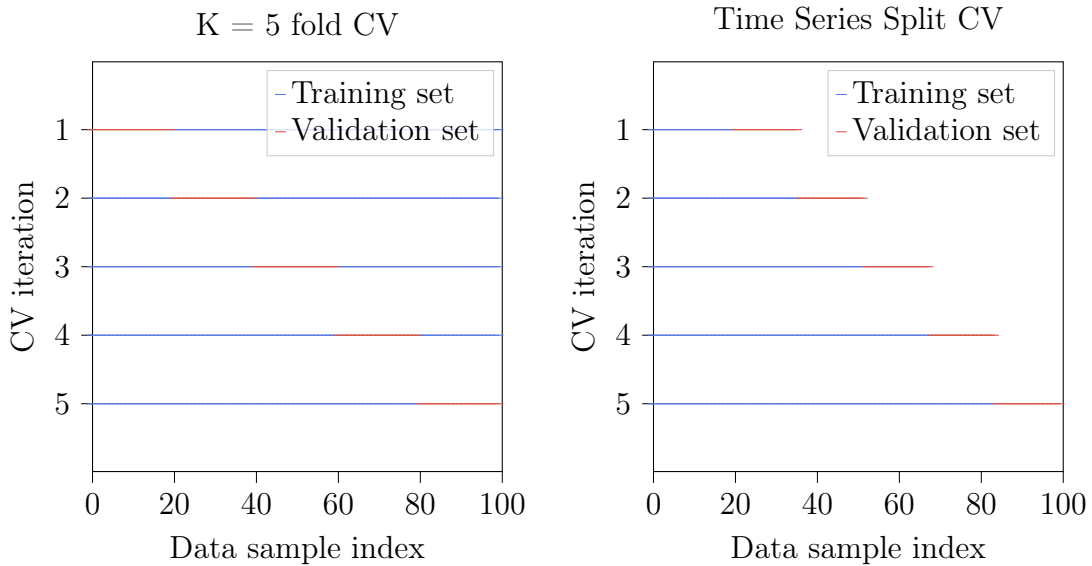 K = 5 fold CV
Training set
Validation set
1
2
3
4
5
CV iteration
0 20 40 60 80 100
Data sample index
Time Series Split CV
Training set
Validation set
1
2
3
4
5
CV iteration
0 20 40 60 80 100
Data sample index